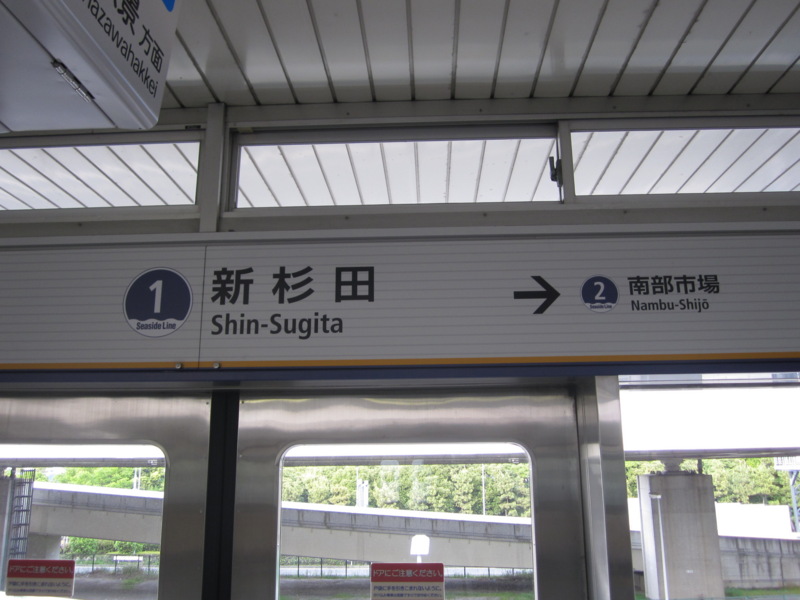 景 方面
nazawahakkei
1
Seaside Line
新杉田
Shin-Sugita
→
2
Seaside Line
南部市場
Nambu-Shijō
ドアにご注意ください。
ドアにご注意ください。